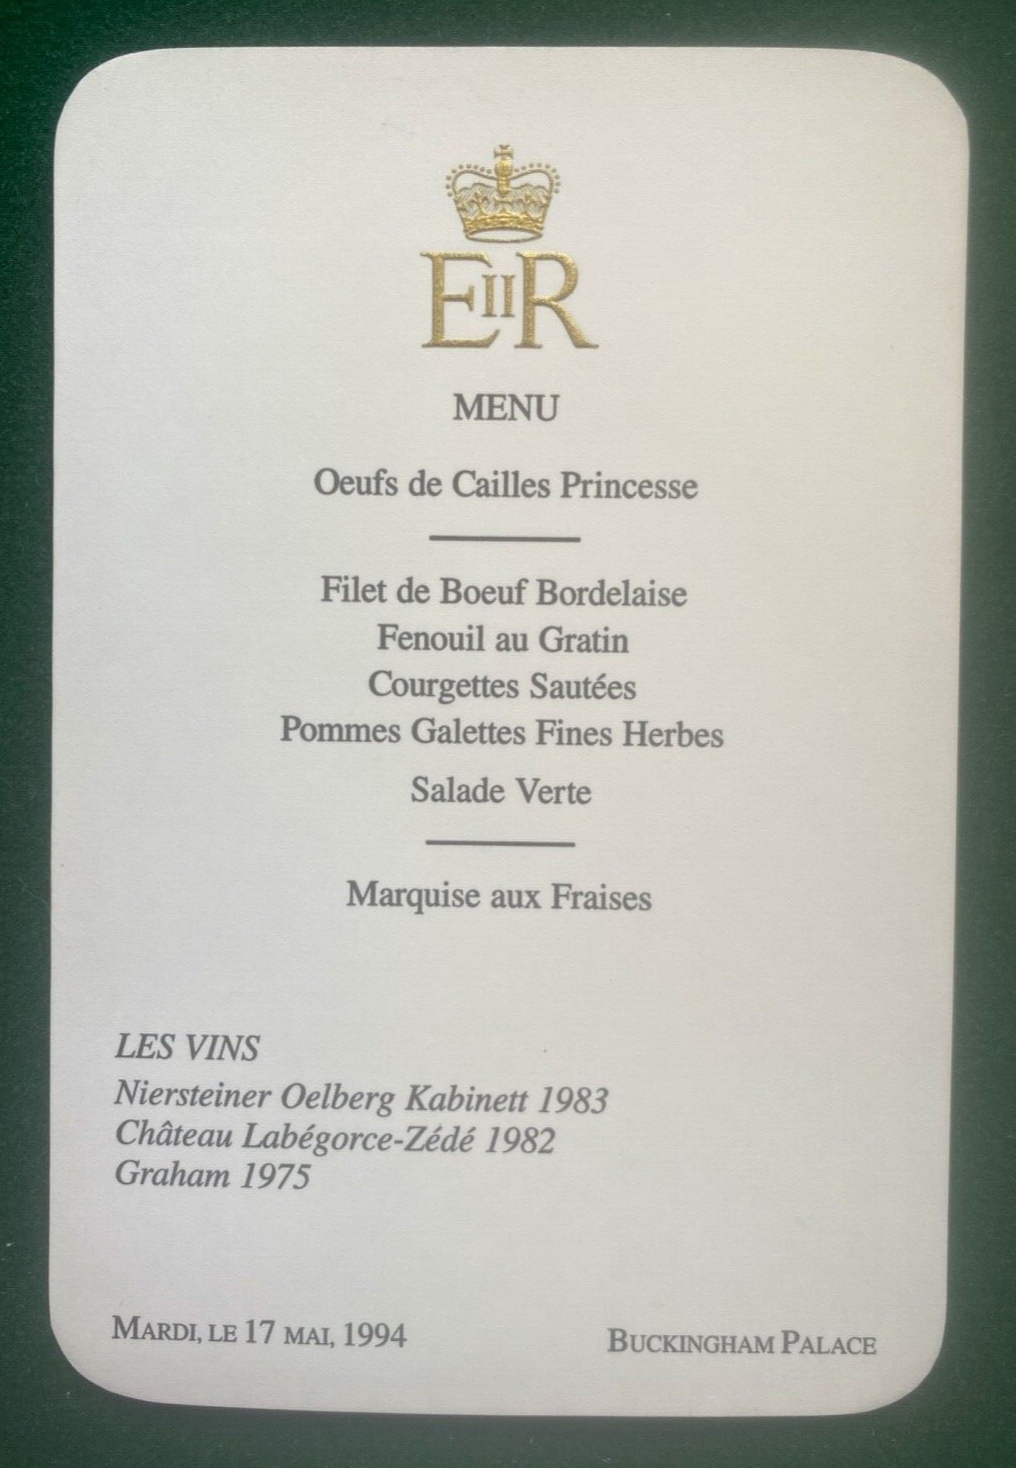 EIIR
MENU
Oeufs de Cailles Princesse
Filet de Boeuf Bordelaise
Fenouil au Gratin
Courgettes Sautées
Pommes Galettes Fines Herbes
Salade Verte
Marquise aux Fraises
LES VINS
Niersteiner Oelberg Kabinett 1983
Château Labégorce-Zédé 1982
Graham 1975
MARDI, LE 17 MAI, 1994 BUCKINGHAM PALACE